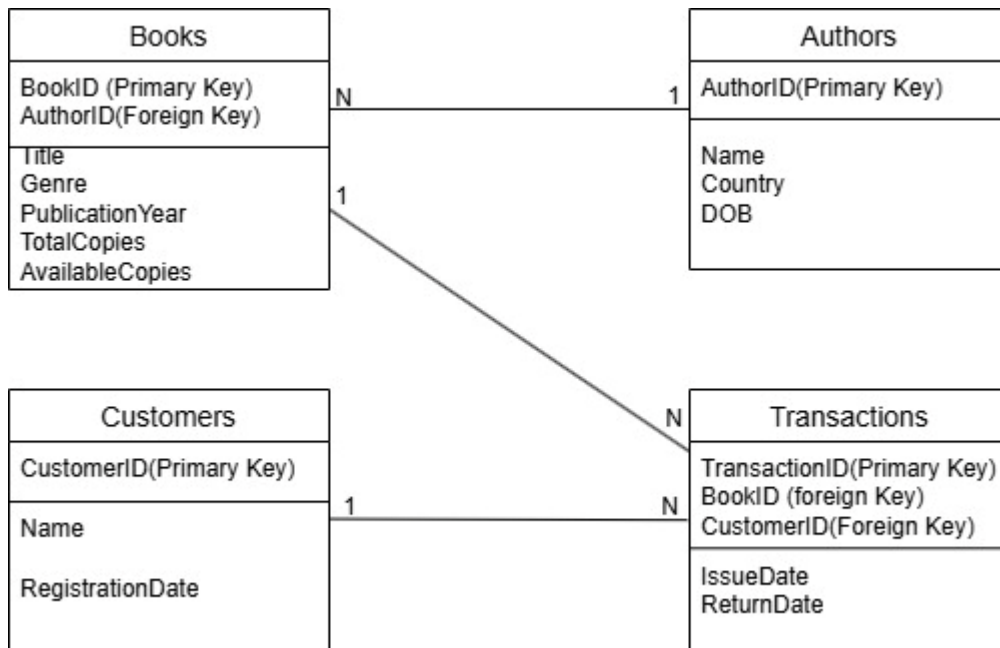 Books
BookID (Primary Key)
AuthorID(Foreign Key)
Title
Genre
PublicationYear
TotalCopies
AvailableCopies
N
1
Authors
AuthorID(Primary Key)
Name
Country
DOB
1
N
Customers
CustomerID(Primary Key)
Name
RegistrationDate
1
N
Transactions
TransactionID(Primary Key)
BookID (foreign Key)
CustomerID(Foreign Key)
IssueDate
ReturnDate